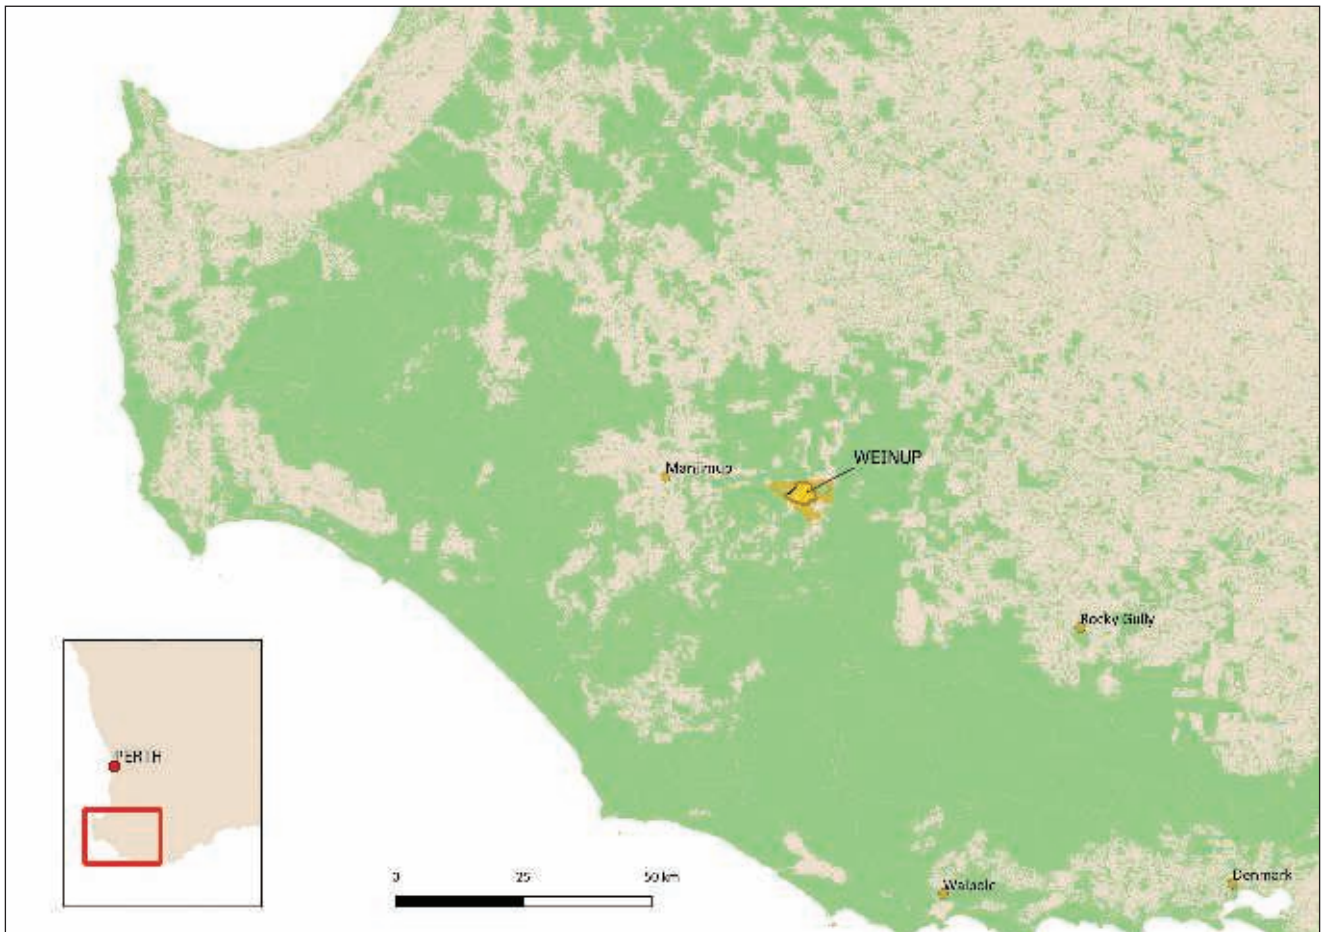 WEINUP
Manjimup
Rocky Gully
PERTH
0 25 50 km
Walpole
Denmark